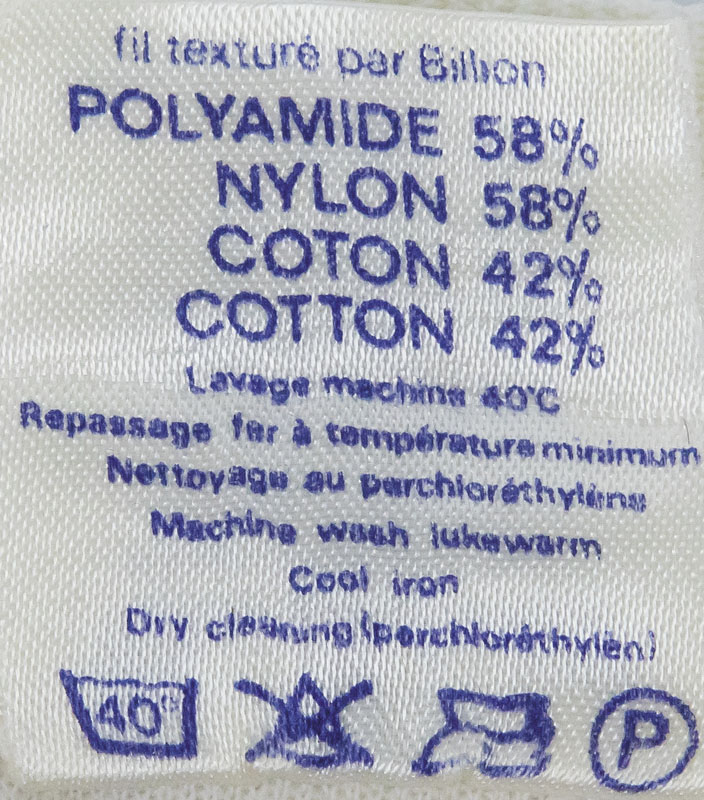 fil texturé par Billion
POLYAMIDE 58%
NYLON 58%
COTON 42%
COTTON 42%
Lavage machine 40°C
Repassage fer à température minimum
Nettoyage au perchloréthylène
Machine wash lukewarm
Cool iron
Dry cleaning (perchloréthylèn)
40° P